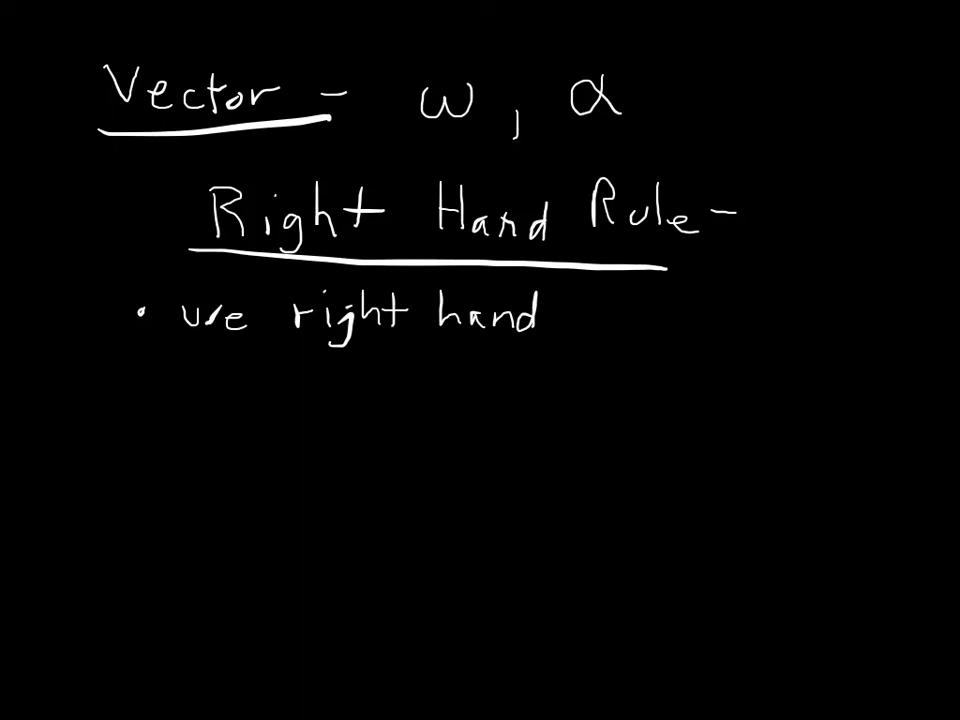 Vector - ω, α
Right Hand Rule -
• use right hand